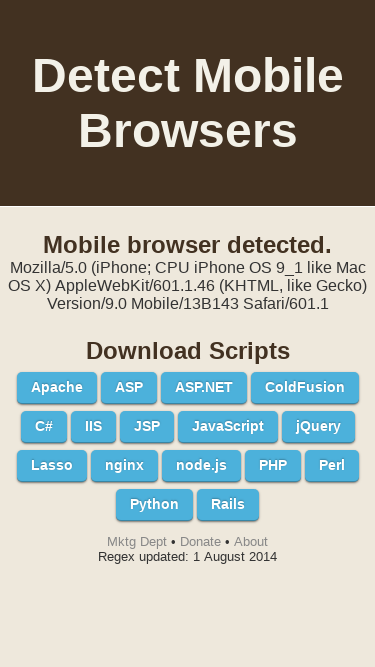 Detect Mobile
Browsers
Mobile browser detected.
Mozilla/5.0 (iPhone; CPU iPhone OS 9_1 like Mac
OS X) AppleWebKit/601.1.46 (KHTML, like Gecko)
Version/9.0 Mobile/13B143 Safari/601.1
Download Scripts
Apache ASP ASP.NET ColdFusion
C# IIS JSP JavaScript jQuery
Lasso nginx node.js PHP Perl
Python Rails
Mktg Dept • Donate • About
Regex updated: 1 August 2014